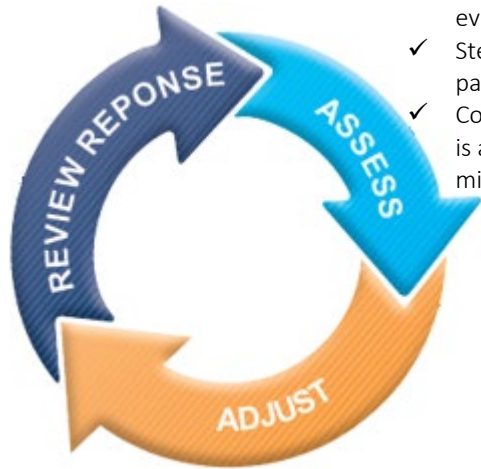 REVIEW REPONSE
ASSESS
ADJUST
ev
✓ Ste
pa
✓ Co
is a
mi